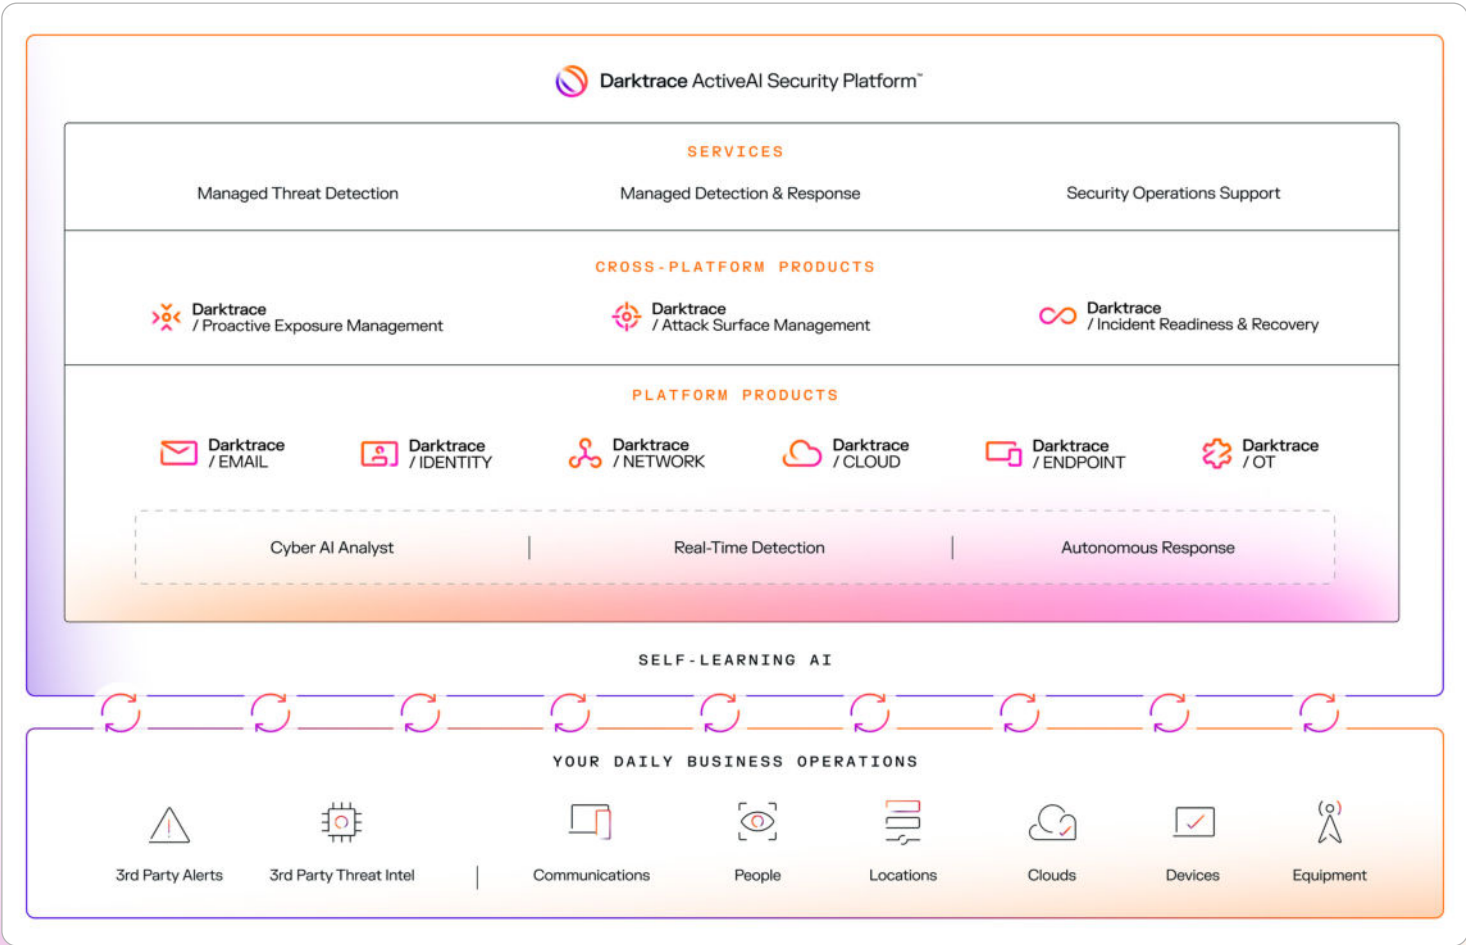 Darktrace ActiveAI Security Platform™
SERVICES
Managed Threat Detection
Managed Detection & Response
Security Operations Support
CROSS-PLATFORM PRODUCTS
Darktrace
/ Proactive Exposure Management
Darktrace
/ Attack Surface Management
Darktrace
/ Incident Readiness & Recovery
PLATFORM PRODUCTS
Darktrace
/ EMAIL
Darktrace
/ IDENTITY
Darktrace
/ NETWORK
Darktrace
/ CLOUD
Darktrace
/ ENDPOINT
Darktrace
/ OT
Cyber AI Analyst
Real-Time Detection
Autonomous Response
SELF-LEARNING AI
YOUR DAILY BUSINESS OPERATIONS
3rd Party Alerts
3rd Party Threat Intel
Communications
People
Locations
Clouds
Devices
Equipment